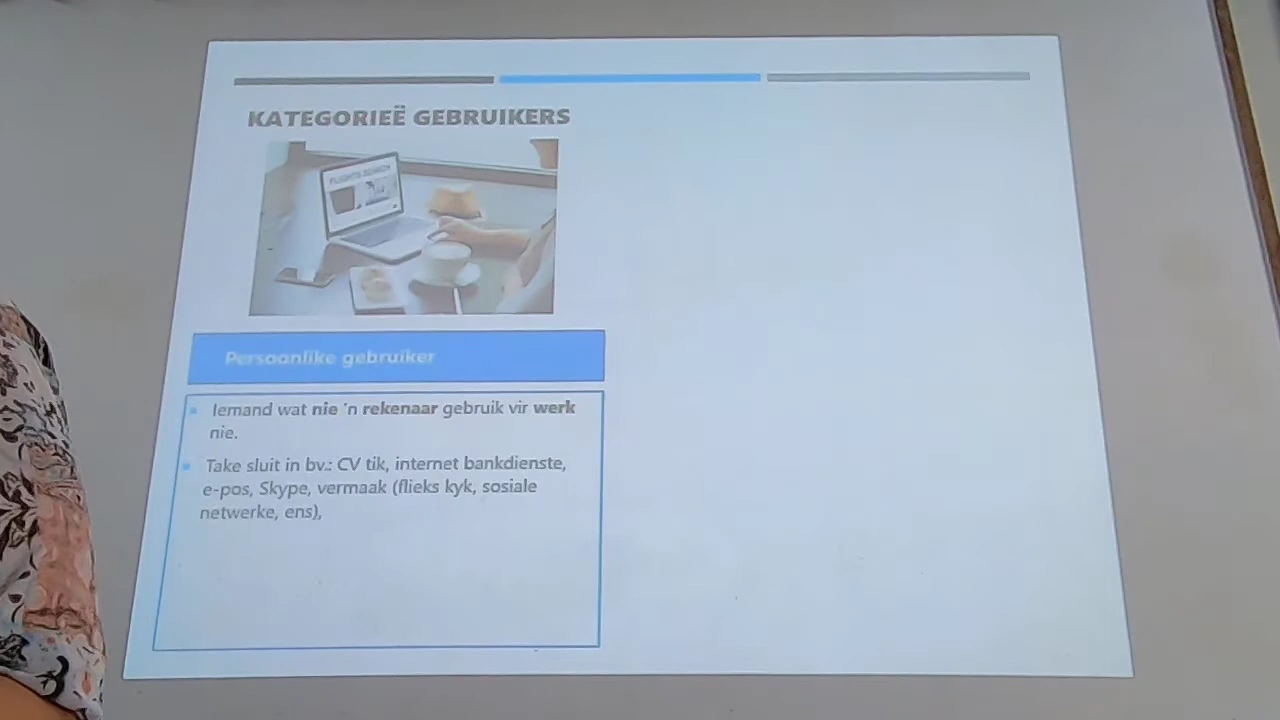 KATEGORIEË GEBRUIKERS
Persoonlike gebruiker
Iemand wat nie 'n rekenaar gebruik vir werk
nie.
Take sluit in bv.: CV tik, internet bankdienste,
e-pos, Skype, vermaak (flieks kyk, sosiale
netwerke, ens),